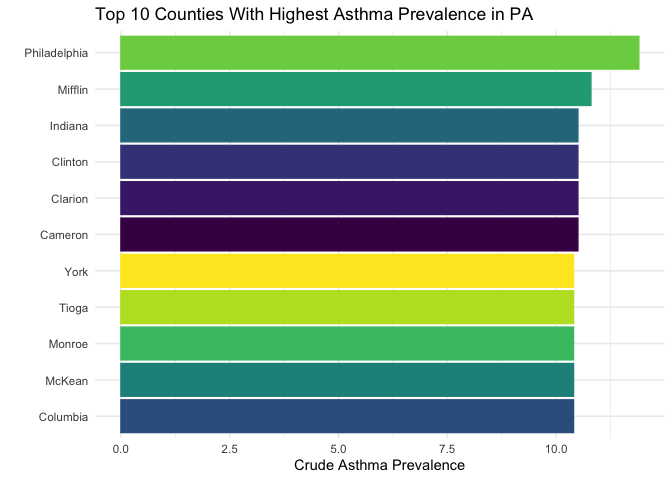 Top 10 Counties With Highest Asthma Prevalence in PA
Philadelphia
Mifflin
Indiana
Clinton
Clarion
Cameron
York
Tioga
Monroe
McKean
Columbia
0.0 2.5 5.0 7.5 10.0
Crude Asthma Prevalence